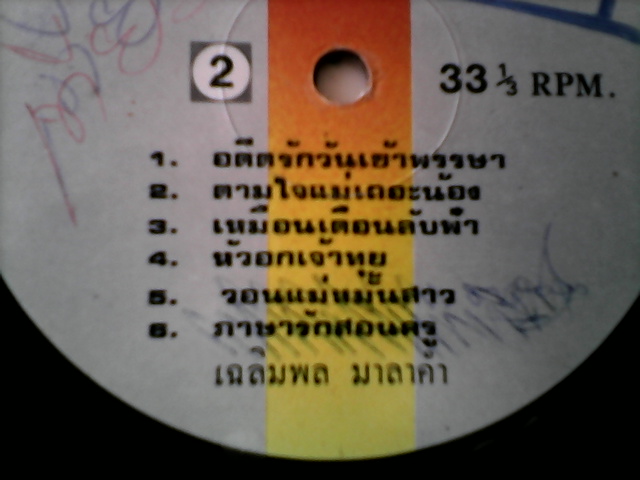 2
33 ⅓ RPM.
1. อดีตรักวันเข้าพรรษา
2. ตามใจแม่เถอะน้อง
3. เหมือนเดือนลับฟ้า
4. หัวอกเจ้าทุย
5. วอนแม่หม้ายสาว
6. ภาษารักสอนครู
เฉลิมพล มาลาคำ